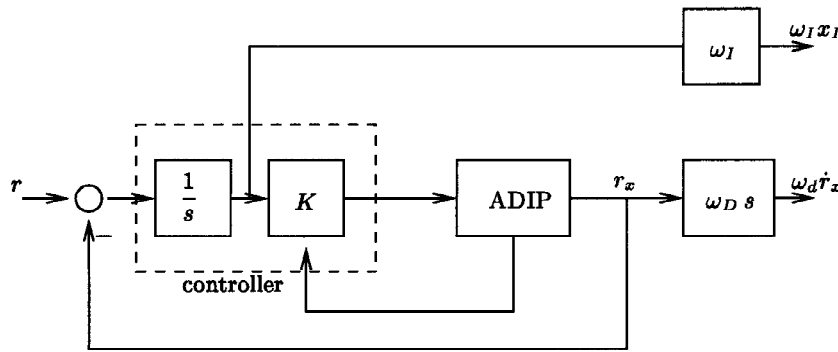 ω_I x_I
ω_I
r
1
s
K
ADIP
r_x
ω_D s
ω_d ṙ_x
−
controller